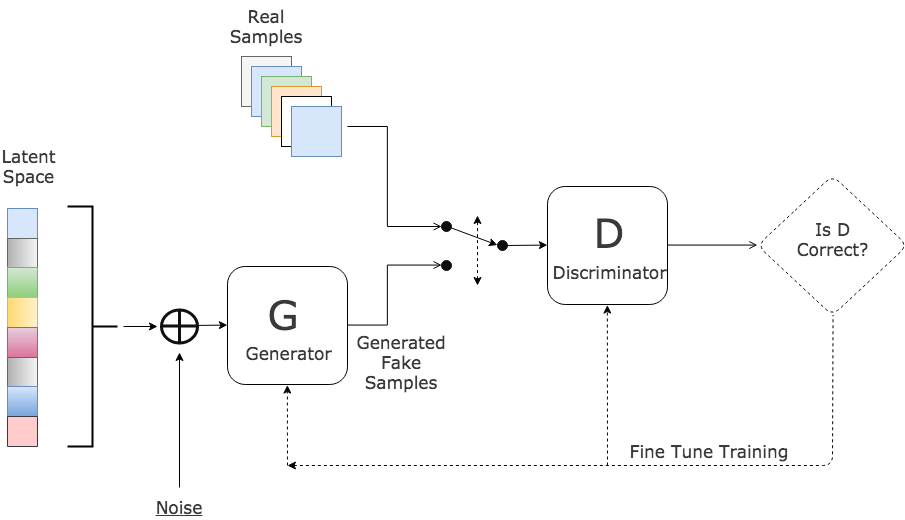 Real
Samples
Latent
Space
D
Discriminator
Is D
Correct?
G
Generator
Generated
Fake
Samples
Fine Tune Training
Noise